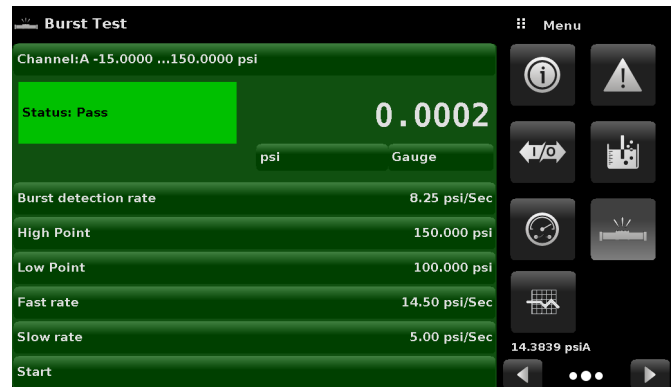 Burst Test
Menu
Channel:A -15.0000 ...150.0000 psi
Status: Pass
0.0002
psi
Gauge
Burst detection rate 8.25 psi/Sec
High Point 150.000 psi
Low Point 100.000 psi
Fast rate 14.50 psi/Sec
Slow rate 5.00 psi/Sec
Start
I/O
14.3839 psiA